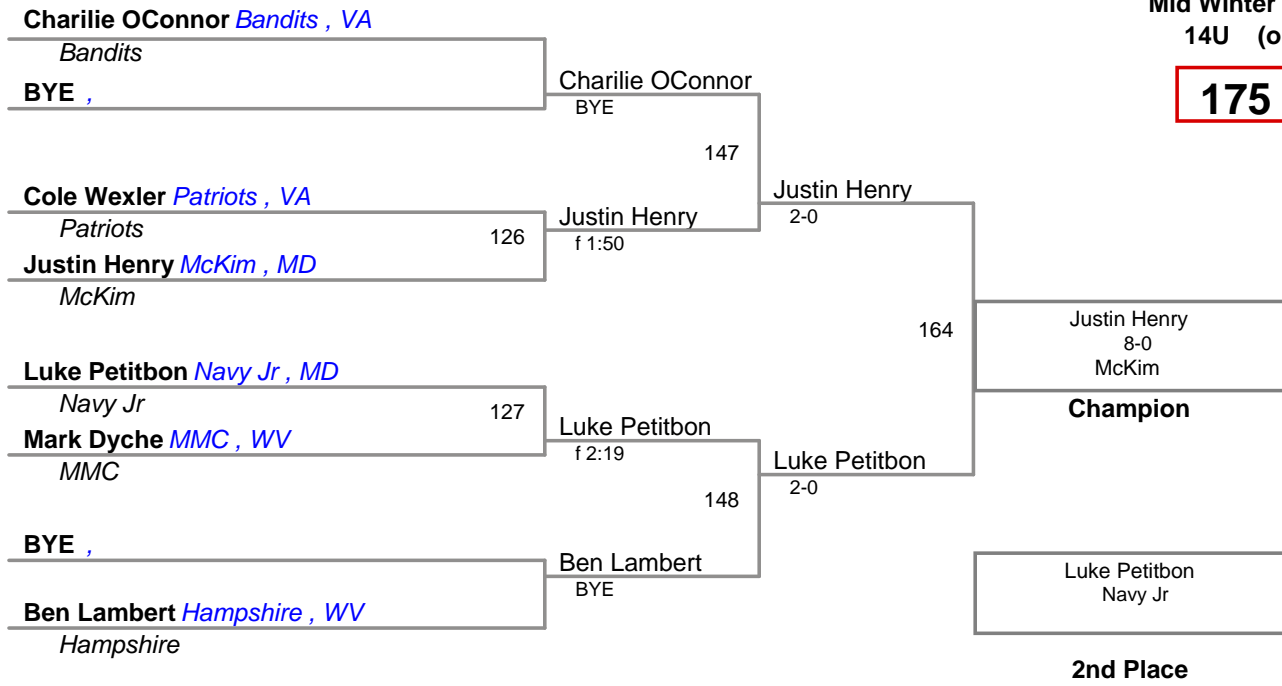 Charilie OConnor Bandits , VA
Bandits
BYE ,
Charilie OConnor
BYE
147
Cole Wexler Patriots , VA
Patriots
126
Justin Henry McKim , MD
McKim
Justin Henry
f 1:50
Justin Henry
2-0
Luke Petitbon Navy Jr , MD
Navy Jr
127
Mark Dyche MMC , WV
MMC
Luke Petitbon
f 2:19
Luke Petitbon
2-0
148
BYE ,
Ben Lambert
BYE
Ben Lambert Hampshire , WV
Hampshire
164
Mid Winter
14U (o
175
Justin Henry
8-0
McKim
Champion
Luke Petitbon
Navy Jr
2nd Place